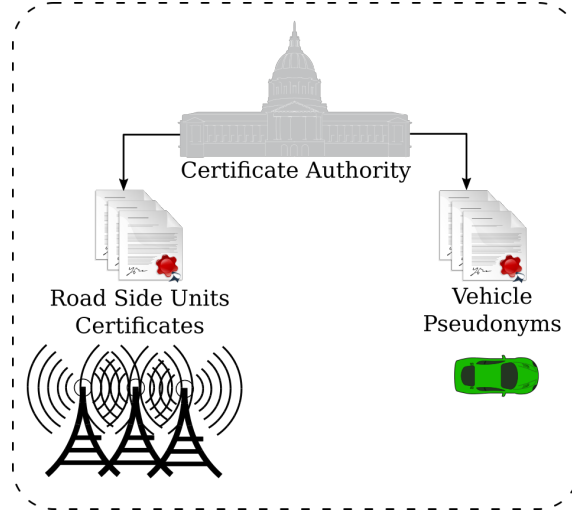 Certificate Authority
Road Side Units
Certificates
Vehicle
Pseudonyms